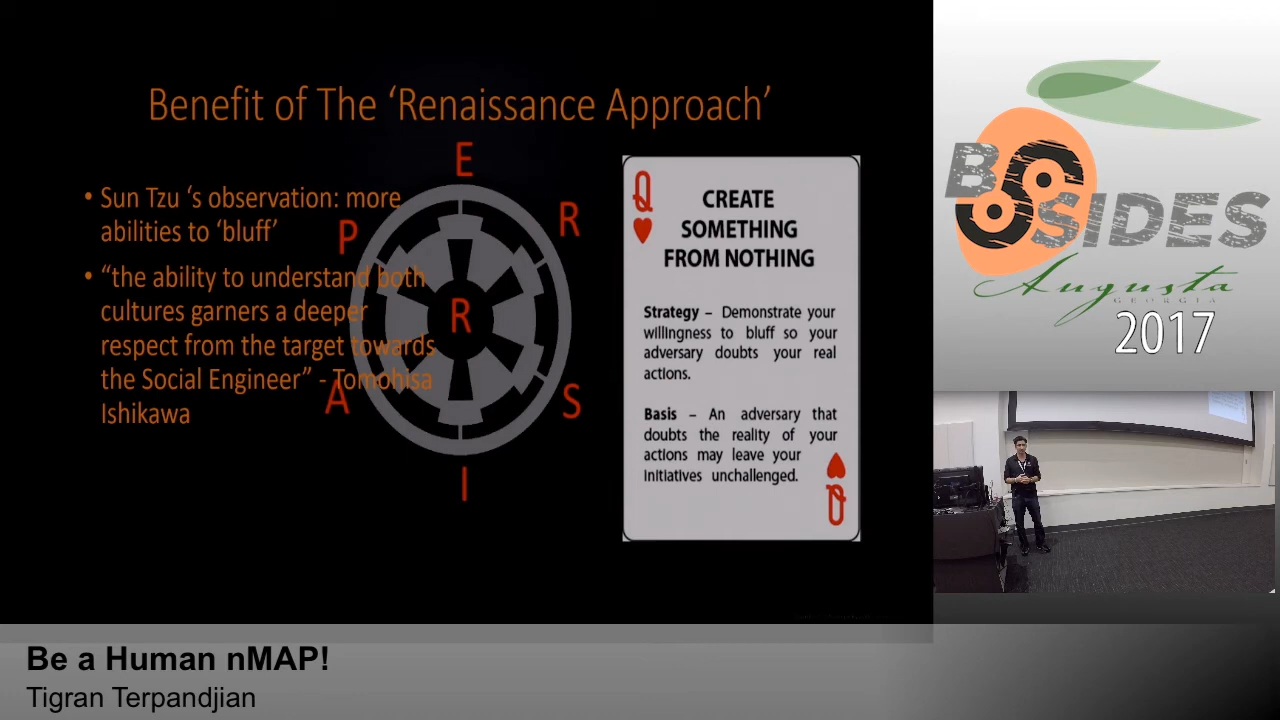 Benefit of The ‘Renaissance Approach’
• Sun Tzu ‘s observation: more
abilities to ‘bluff’
• “the ability to understand both
cultures garners a deeper
respect from the target towards
the Social Engineer” - Tomohisa
Ishikawa
E
P
R
R
A
S
I
Q
CREATE
SOMETHING
FROM NOTHING
Strategy – Demonstrate your
willingness to bluff so your
adversary doubts your real
actions.
Basis – An adversary that
doubts the reality of your
actions may leave your
initiatives unchallenged.
Q
BSIDES
Augusta
GEORGIA
2017
Be a Human nMAP!
Tigran Terpandjian